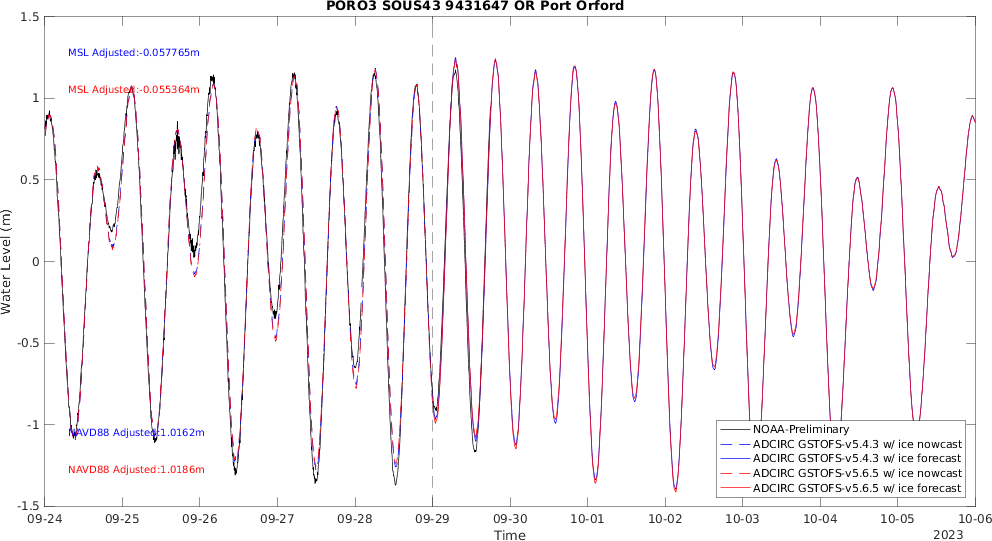 PORO3 SOUS43 9431647 OR Port Orford
1.5
1
0.5
0
-0.5
-1
-1.5
Water Level (m)
MSL Adjusted:-0.057765m
MSL Adjusted:-0.055364m
NAVD88 Adjusted:1.0162m
NAVD88 Adjusted:1.0186m
NOAA-Preliminary
ADCIRC GSTOFS-v5.4.3 w/ ice nowcast
ADCIRC GSTOFS-v5.4.3 w/ ice forecast
ADCIRC GSTOFS-v5.6.5 w/ ice nowcast
ADCIRC GSTOFS-v5.6.5 w/ ice forecast
09-24 09-25 09-26 09-27 09-28 09-29 09-30 10-01 10-02 10-03 10-04 10-05 10-06
Time
2023